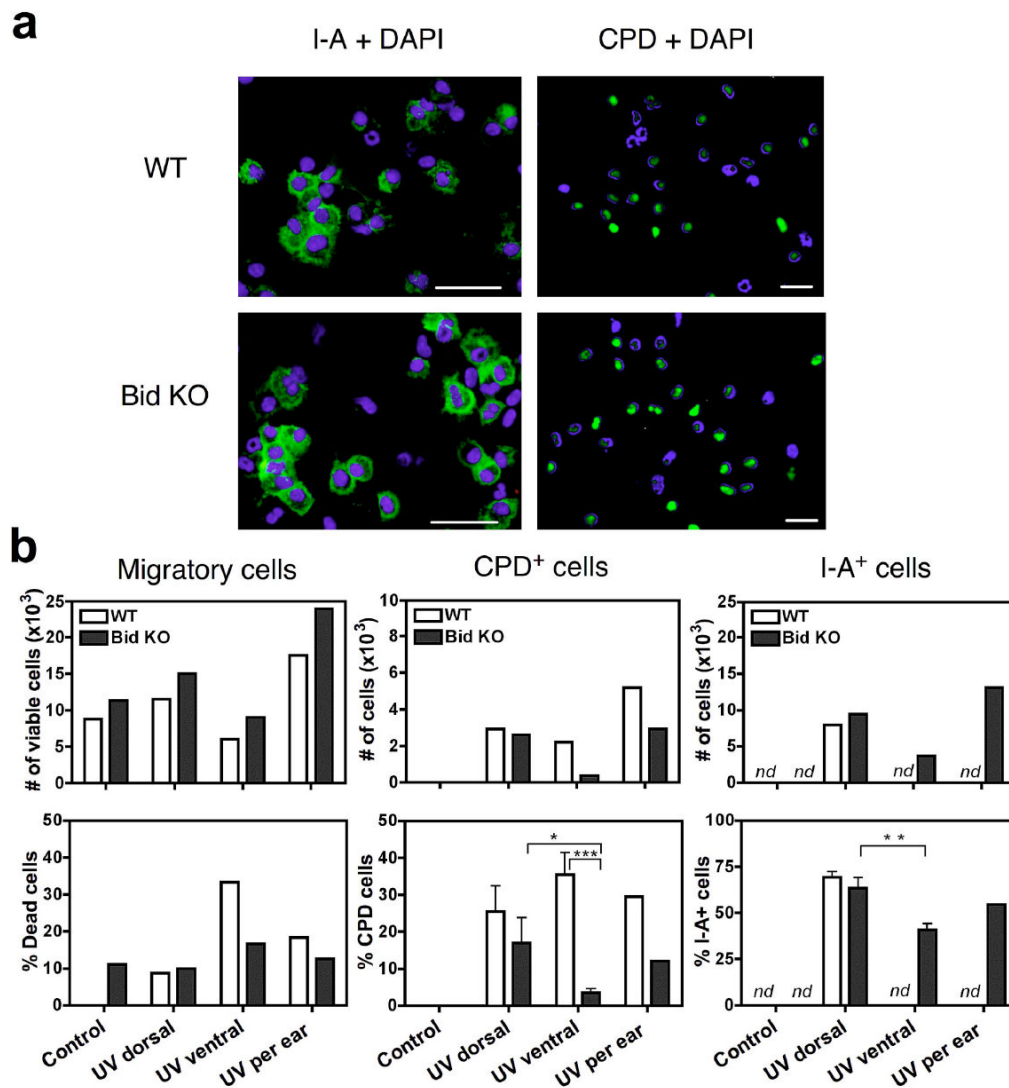 a
I-A + DAPI
CPD + DAPI
WT
Bid KO
b
Migratory cells
CPD⁺ cells
I-A⁺ cells
# of viable cells (x10³)
25
20
15
10
5
0
WT
Bid KO
# of cells (x10³)
10
8
6
4
2
0
WT
Bid KO
# of cells (x10³)
25
20
15
10
5
0
WT
Bid KO
nd nd nd nd
% Dead cells
50
40
30
20
10
0
Control
UV dorsal
UV ventral
UV per ear
% CPD cells
50
40
30
20
10
0
*
***
Control
UV dorsal
UV ventral
UV per ear
% I-A+ cells
100
75
50
25
0
* *
nd nd nd nd
Control
UV dorsal
UV ventral
UV per ear